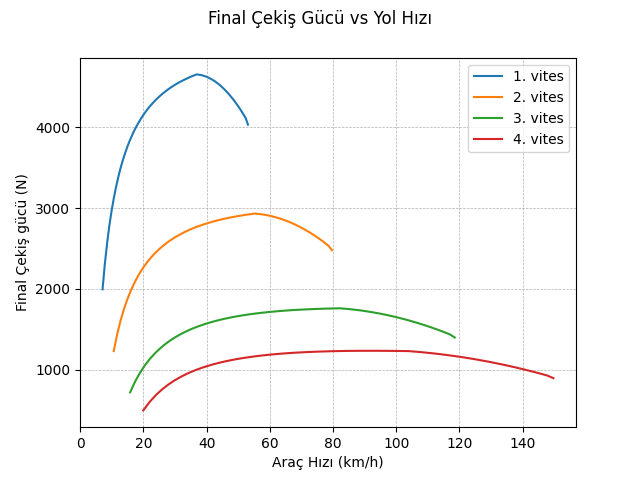 Final Çekiş Gücü vs Yol Hızı
1. vites
2. vites
3. vites
4. vites
Final Çekiş gücü (N)
4000
3000
2000
1000
0 20 40 60 80 100 120 140
Araç Hızı (km/h)